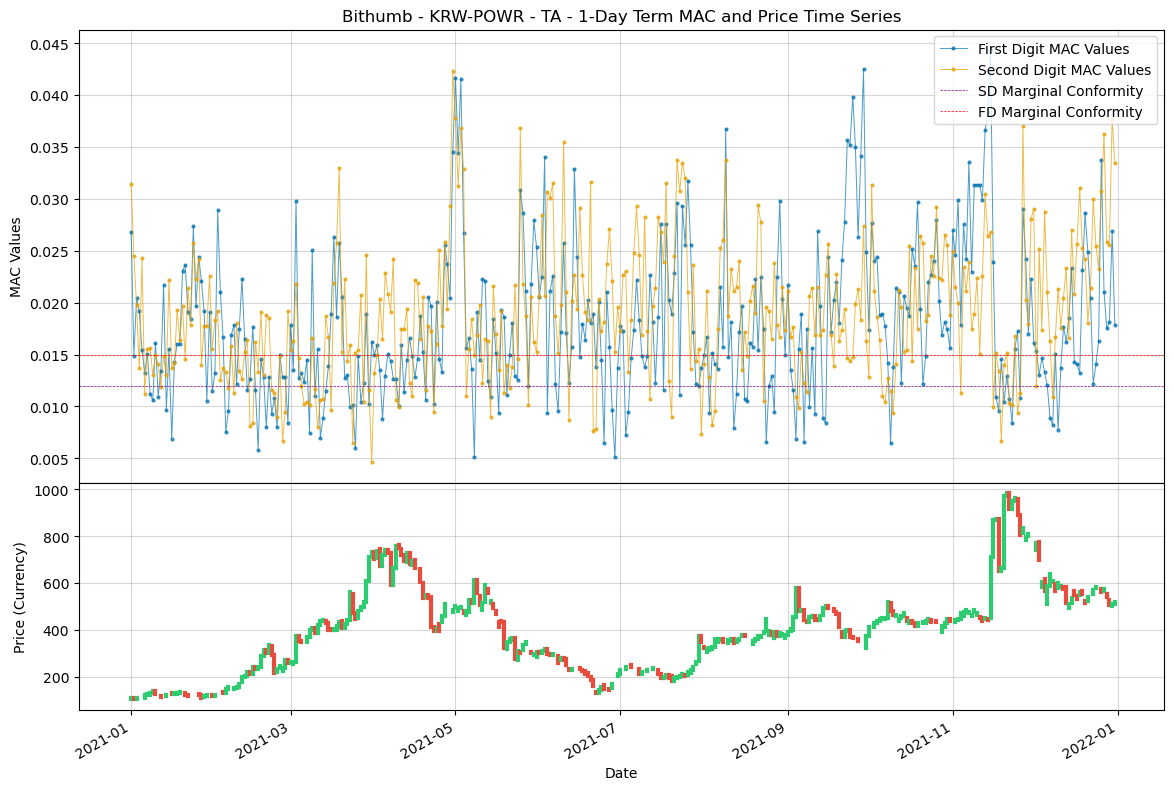 Bithumb - KRW-POWR - TA - 1-Day Term MAC and Price Time Series
First Digit MAC Values
Second Digit MAC Values
SD Marginal Conformity
FD Marginal Conformity
MAC Values
0.045
0.040
0.035
0.030
0.025
0.020
0.015
0.010
0.005
Price (Currency)
1000
800
600
400
200
2021-01
2021-03
2021-05
2021-07
2021-09
2021-11
2022-01
Date